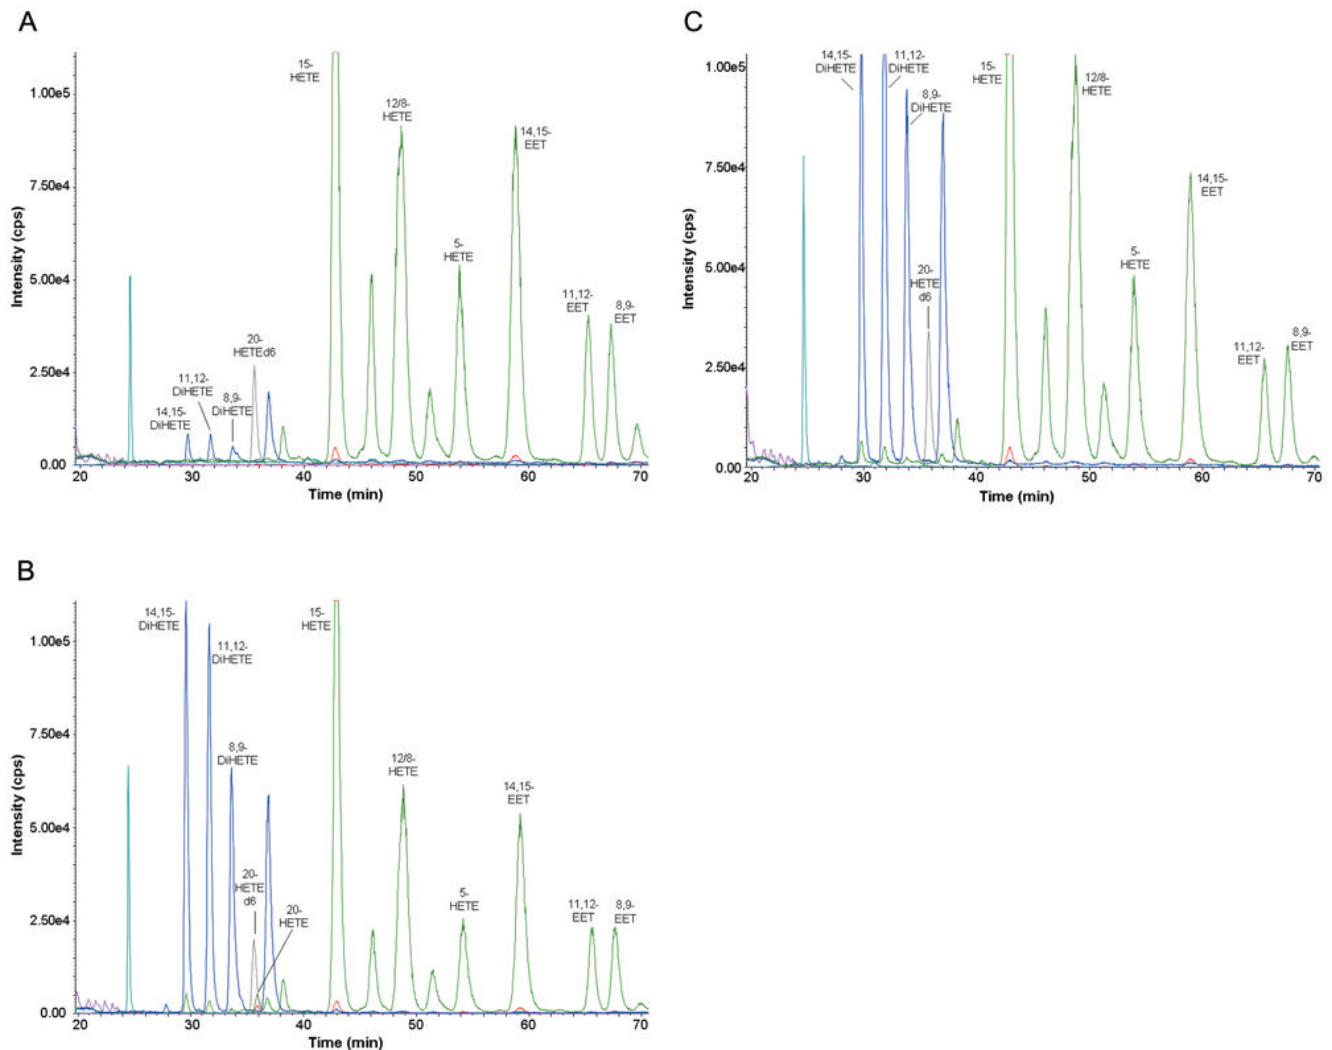 A
Intensity (cps)
1.00e5
7.50e4
5.00e4
2.50e4
0.00
15-
HETE
12/8-
HETE
14,15-
EET
5-
HETE
11,12-
EET
8,9-
EET
20-
HETEd6
11,12-
DiHETE
8,9-
DiHETE
14,15-
DiHETE
20 30 40 50 60 70
Time (min)
C
Intensity (cps)
1.00e5
7.50e4
5.00e4
2.50e4
0.00
14,15-
DiHETE
11,12-
DiHETE
8,9-
DiHETE
15-
HETE
12/8-
HETE
14,15-
EET
20-
HETE
d6
5-
HETE
11,12-
EET
8,9-
EET
20 30 40 50 60 70
Time (min)
B
Intensity (cps)
1.00e5
7.50e4
5.00e4
2.50e4
0.00
14,15-
DiHETE
11,12-
DiHETE
8,9-
DiHETE
15-
HETE
12/8-
HETE
14,15-
EET
20-
HETE
d6
20-
HETE
5-
HETE
11,12-
EET
8,9-
EET
20 30 40 50 60 70
Time (min)